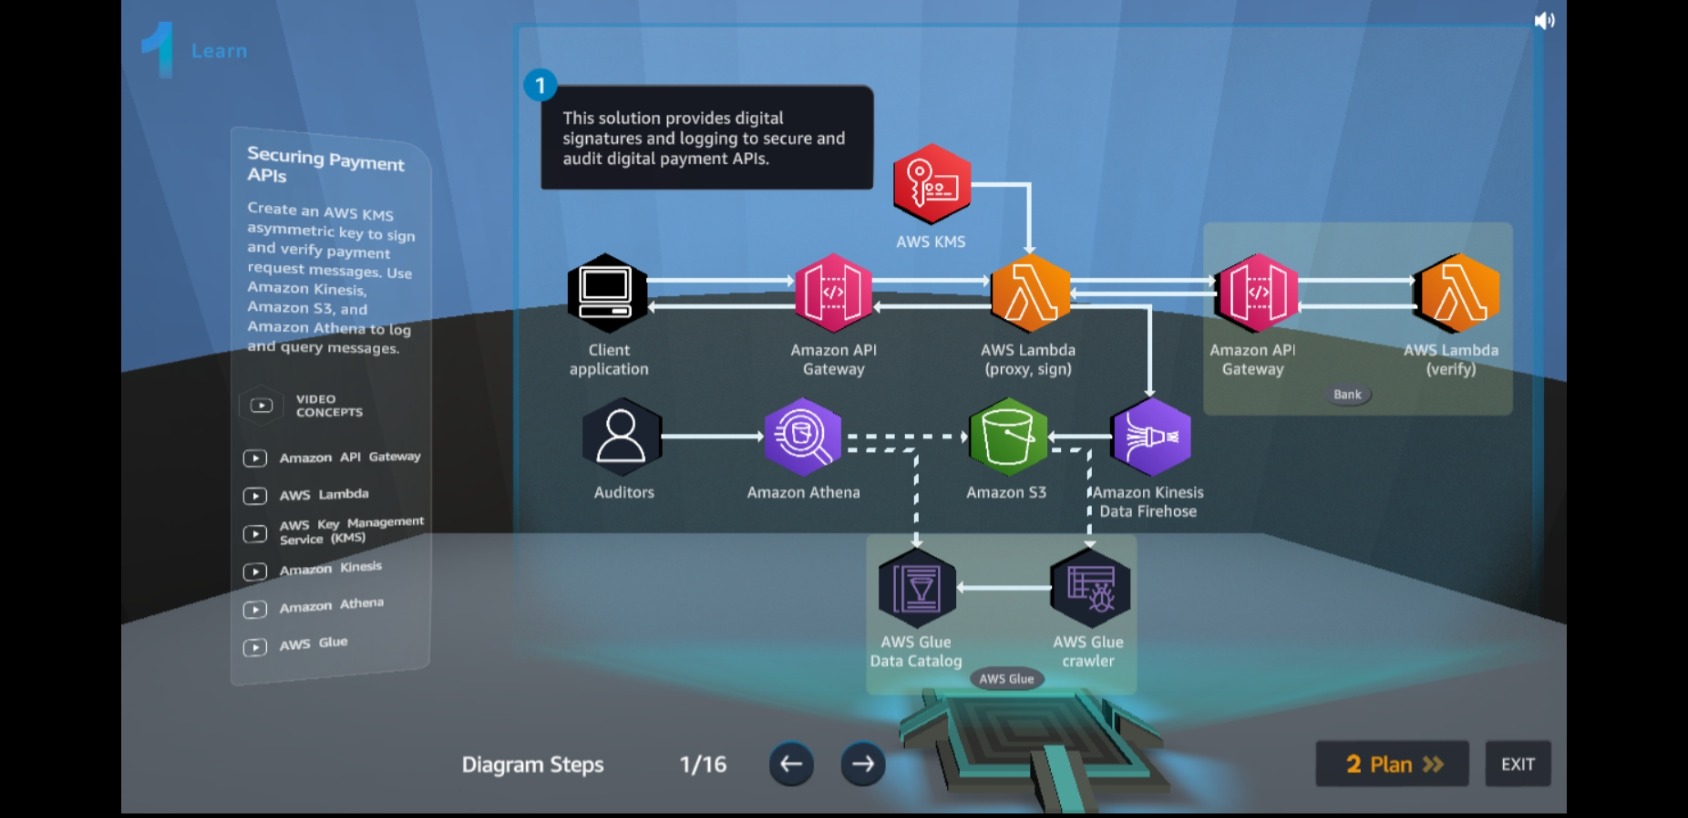 1 Learn
Securing Payment
APIs
Create an AWS KMS
asymmetric key to sign
and verify payment
request messages. Use
Amazon Kinesis,
Amazon S3, and
Amazon Athena to log
and query messages.
VIDEO
CONCEPTS
Amazon API Gateway
AWS Lambda
AWS Key Management
Service (KMS)
Amazon Kinesis
Amazon Athena
AWS Glue
1
This solution provides digital
signatures and logging to secure and
audit digital payment APIs.
AWS KMS
Client
application
Amazon API
Gateway
</>
AWS Lambda
(proxy, sign)
Amazon API
Gateway
</>
AWS Lambda
(verify)
Bank
Auditors
Amazon Athena
Amazon S3
Amazon Kinesis
Data Firehose
AWS Glue
Data Catalog
AWS Glue
crawler
AWS Glue
Diagram Steps 1/16
2 Plan
EXIT